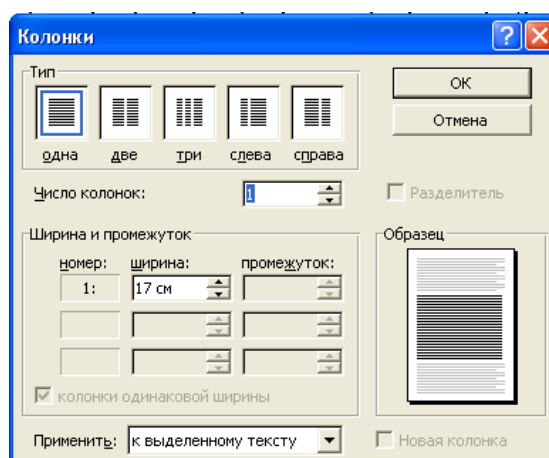 Колонки
Тип
одна две три слева справа
ОК
Отмена
Число колонок: 1
Разделитель
Ширина и промежуток
номер: ширина: промежуток:
1: 17 см
колонки одинаковой ширины
Образец
Применить: к выделенному тексту
Новая колонка